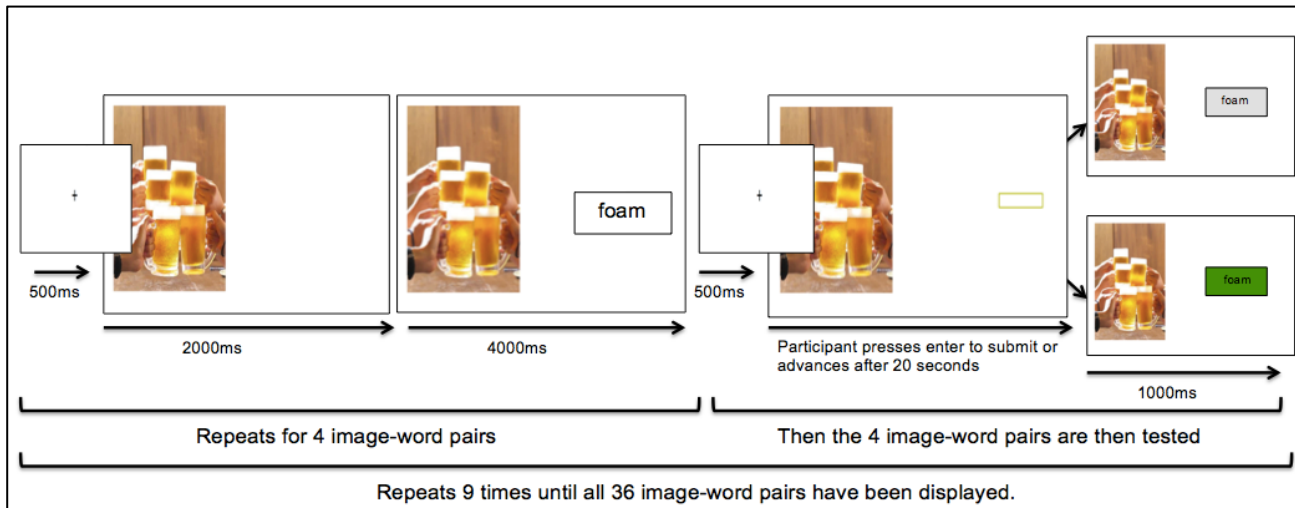 foam
foam
foam
500ms
500ms
2000ms
4000ms
Participant presses enter to submit or
advances after 20 seconds
1000ms
Repeats for 4 image-word pairs
Then the 4 image-word pairs are then tested
Repeats 9 times until all 36 image-word pairs have been displayed.